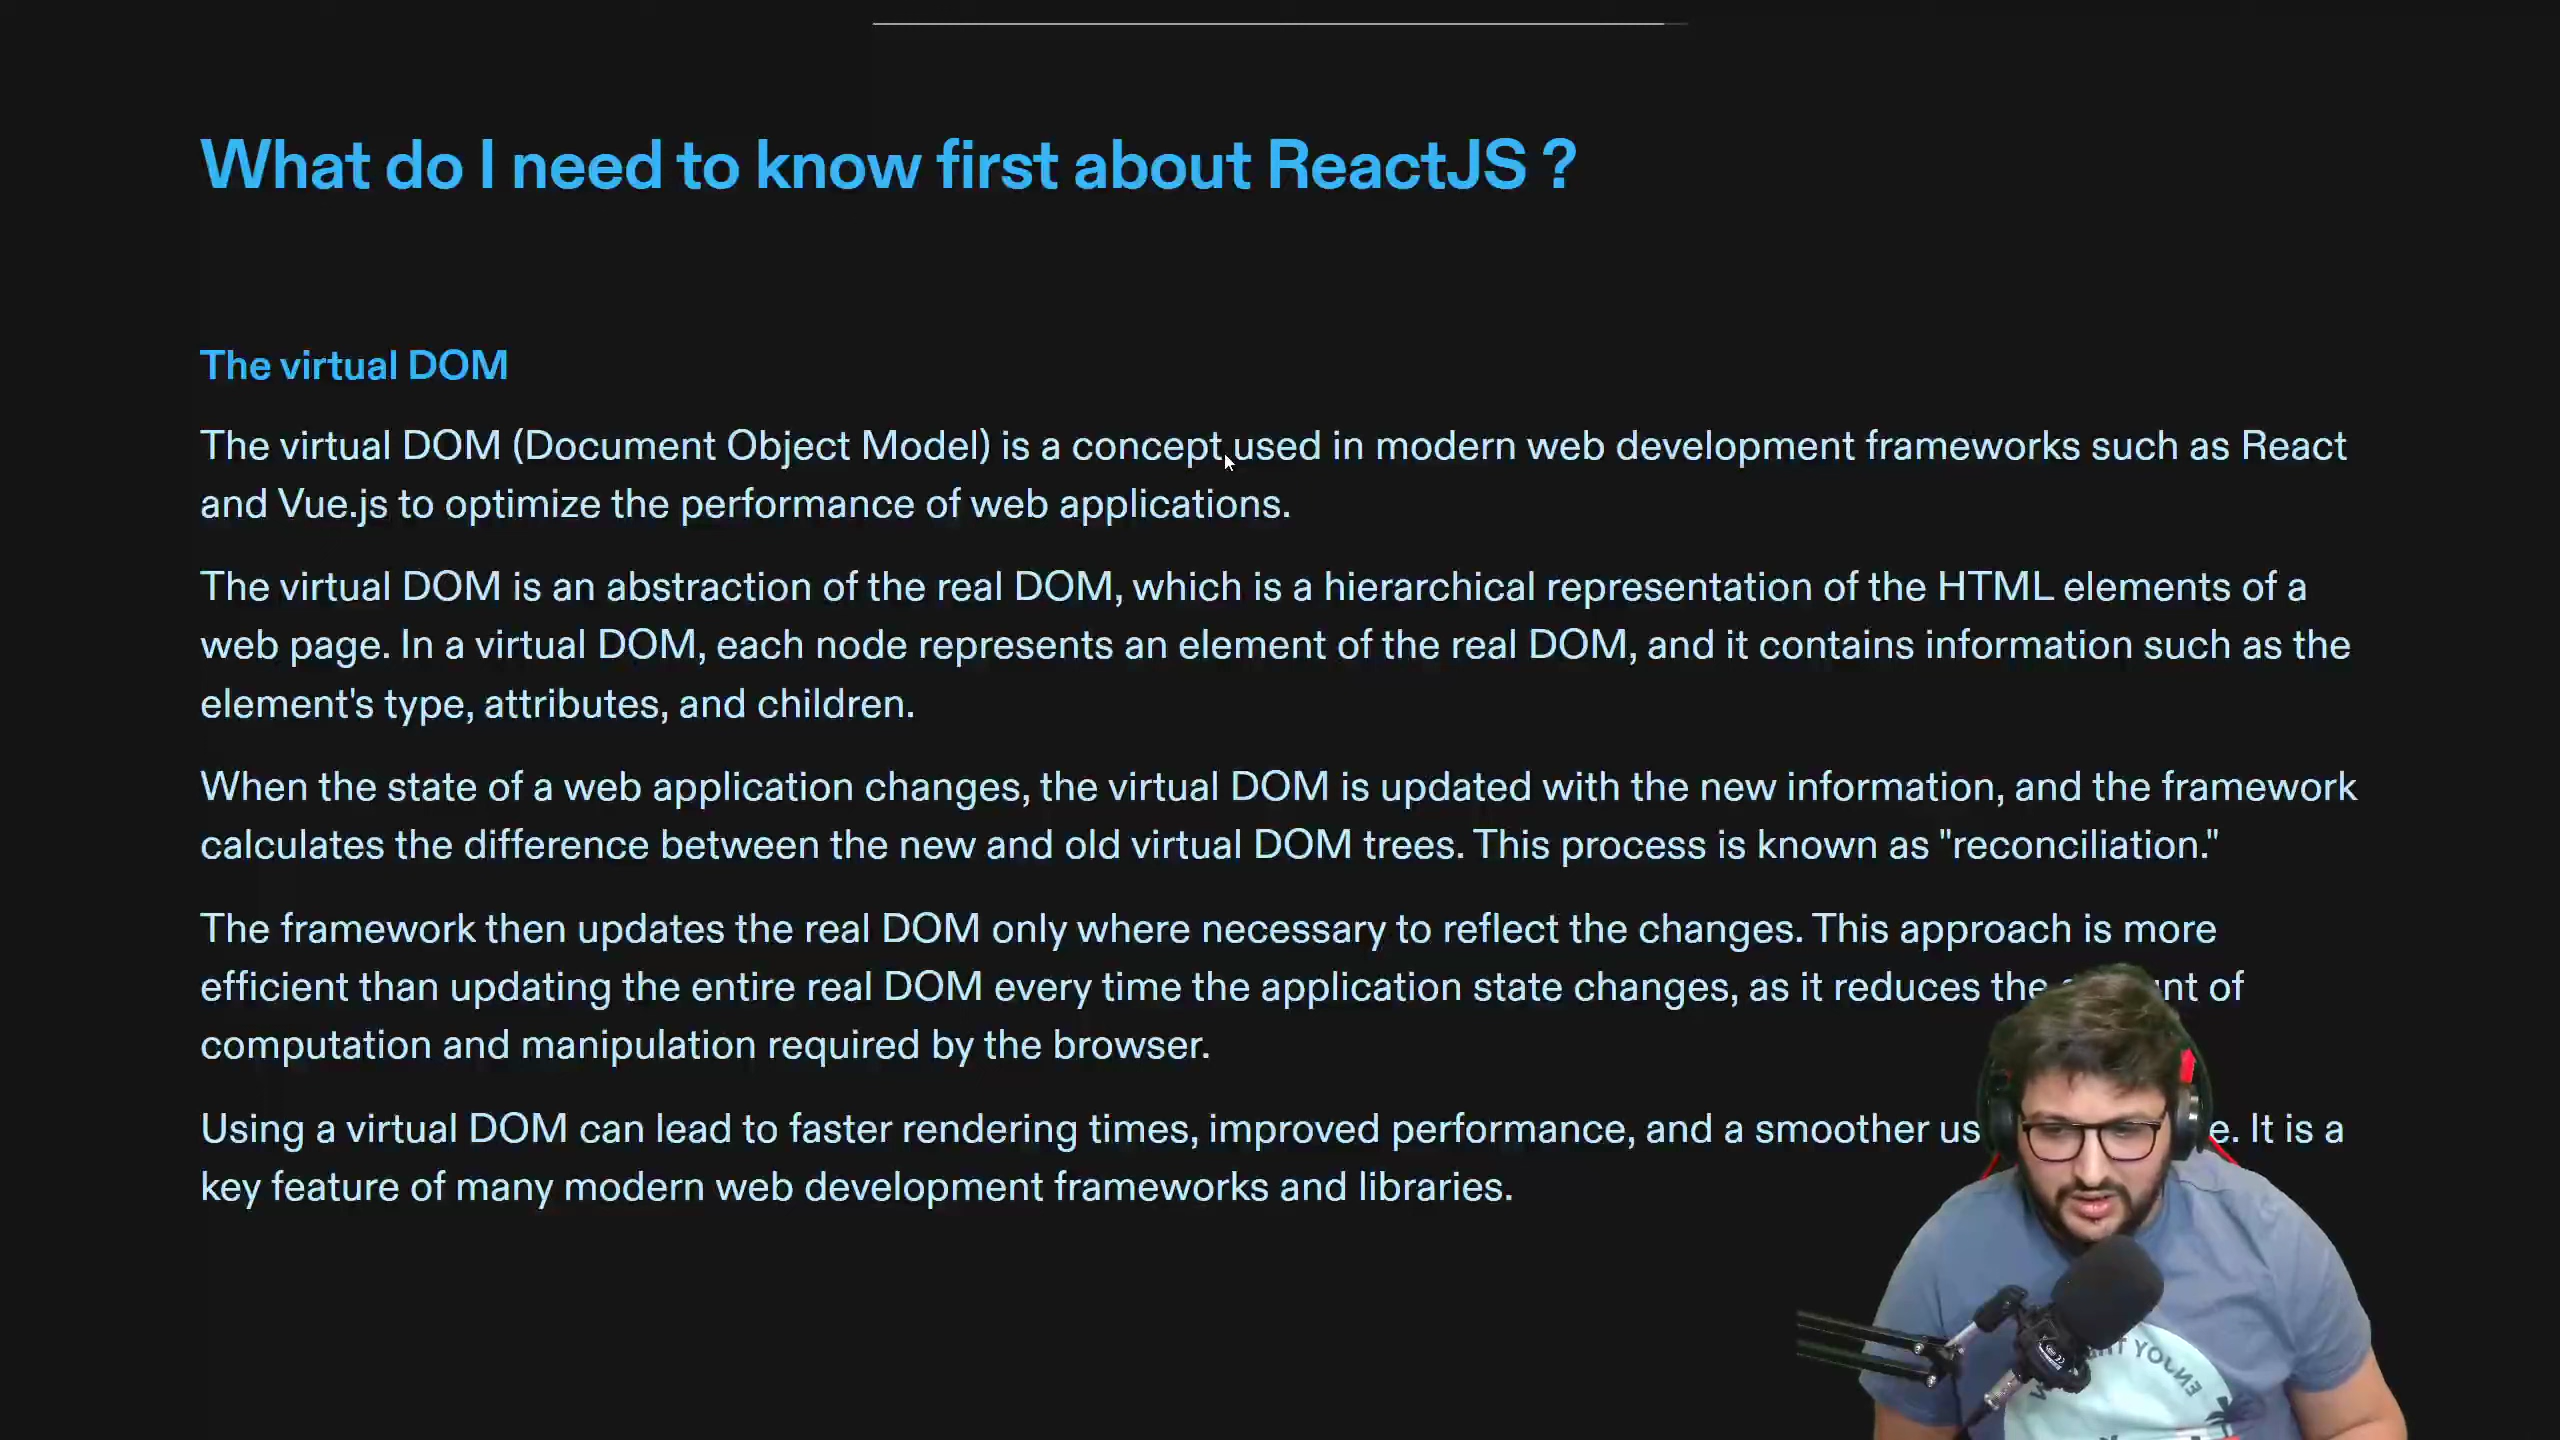 What do I need to know first about ReactJS ?
The virtual DOM
The virtual DOM (Document Object Model) is a concept used in modern web development frameworks such as React
and Vue.js to optimize the performance of web applications.
The virtual DOM is an abstraction of the real DOM, which is a hierarchical representation of the HTML elements of a
web page. In a virtual DOM, each node represents an element of the real DOM, and it contains information such as the
element's type, attributes, and children.
When the state of a web application changes, the virtual DOM is updated with the new information, and the framework
calculates the difference between the new and old virtual DOM trees. This process is known as "reconciliation."
The framework then updates the real DOM only where necessary to reflect the changes. This approach is more
efficient than updating the entire real DOM every time the application state changes, as it reduces the of
computation and manipulation required by the browser.
Using a virtual DOM can lead to faster rendering times, improved performance, and a smoother It is a
key feature of many modern web development frameworks and libraries.
ENJOY